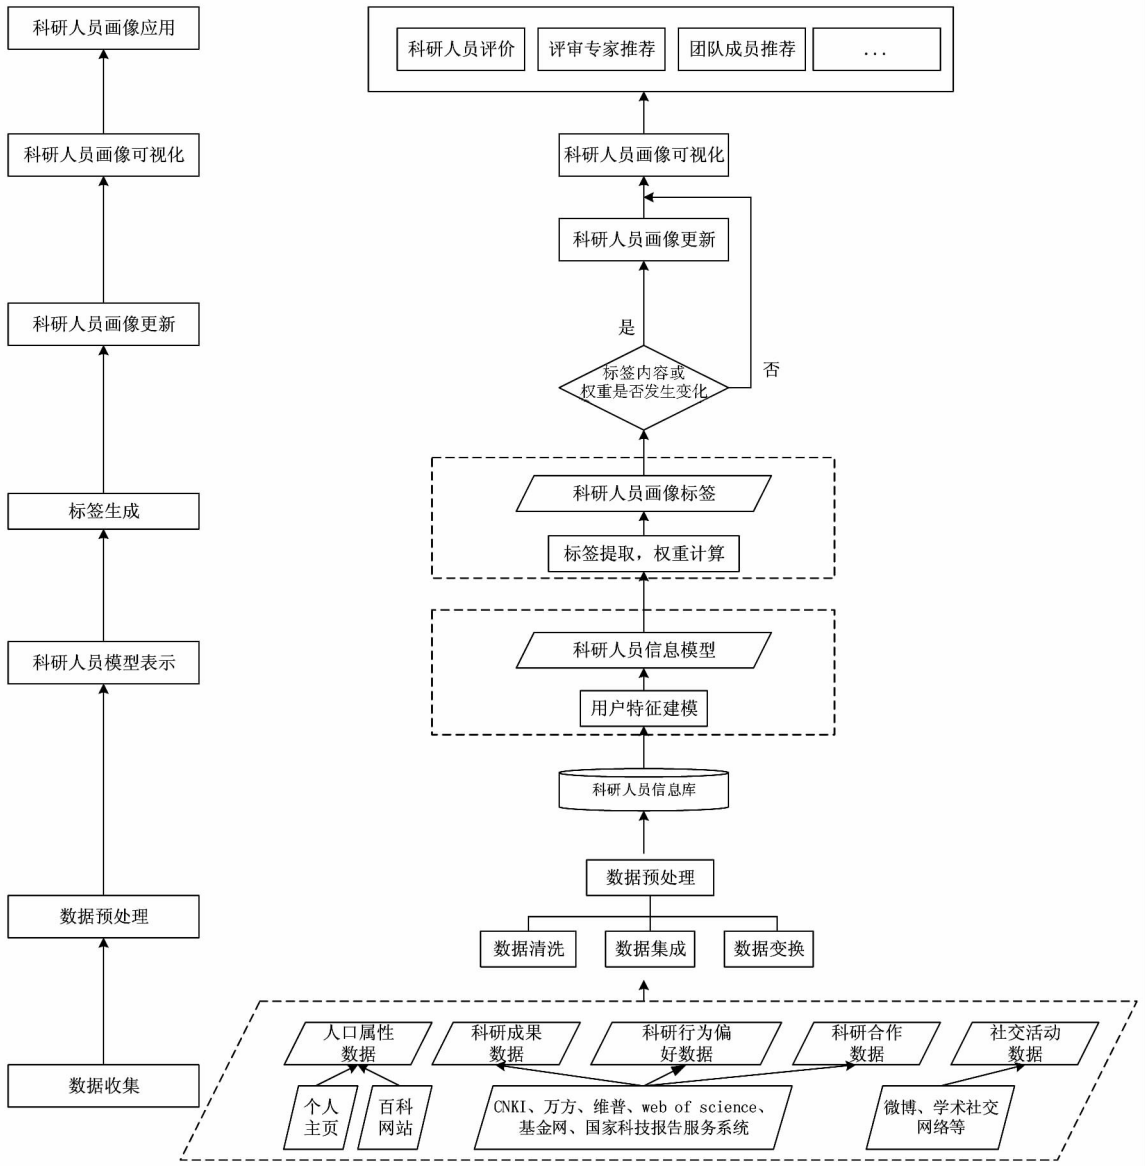 科研人员画像应用
科研人员评价
评审专家推荐
团队成员推荐
...
科研人员画像可视化
科研人员画像可视化
科研人员画像更新
科研人员画像更新
是
否
标签内容或
权重是否发生变化
标签生成
科研人员画像标签
标签提取，权重计算
科研人员模型表示
科研人员信息模型
用户特征建模
科研人员信息库
数据预处理
数据预处理
数据清洗
数据集成
数据变换
数据收集
人口属性
数据
科研成果
数据
科研行为偏
好数据
科研合作
数据
社交活动
数据
个人
主页
百科
网站
CNKI、万方、维普、web of science、
基金网、国家科技报告服务系统
微博、学术社交
网络等